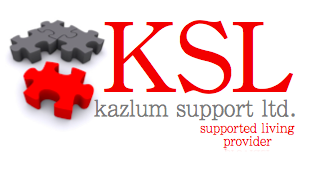 KSL
kazlum support ltd.
supported living
provider